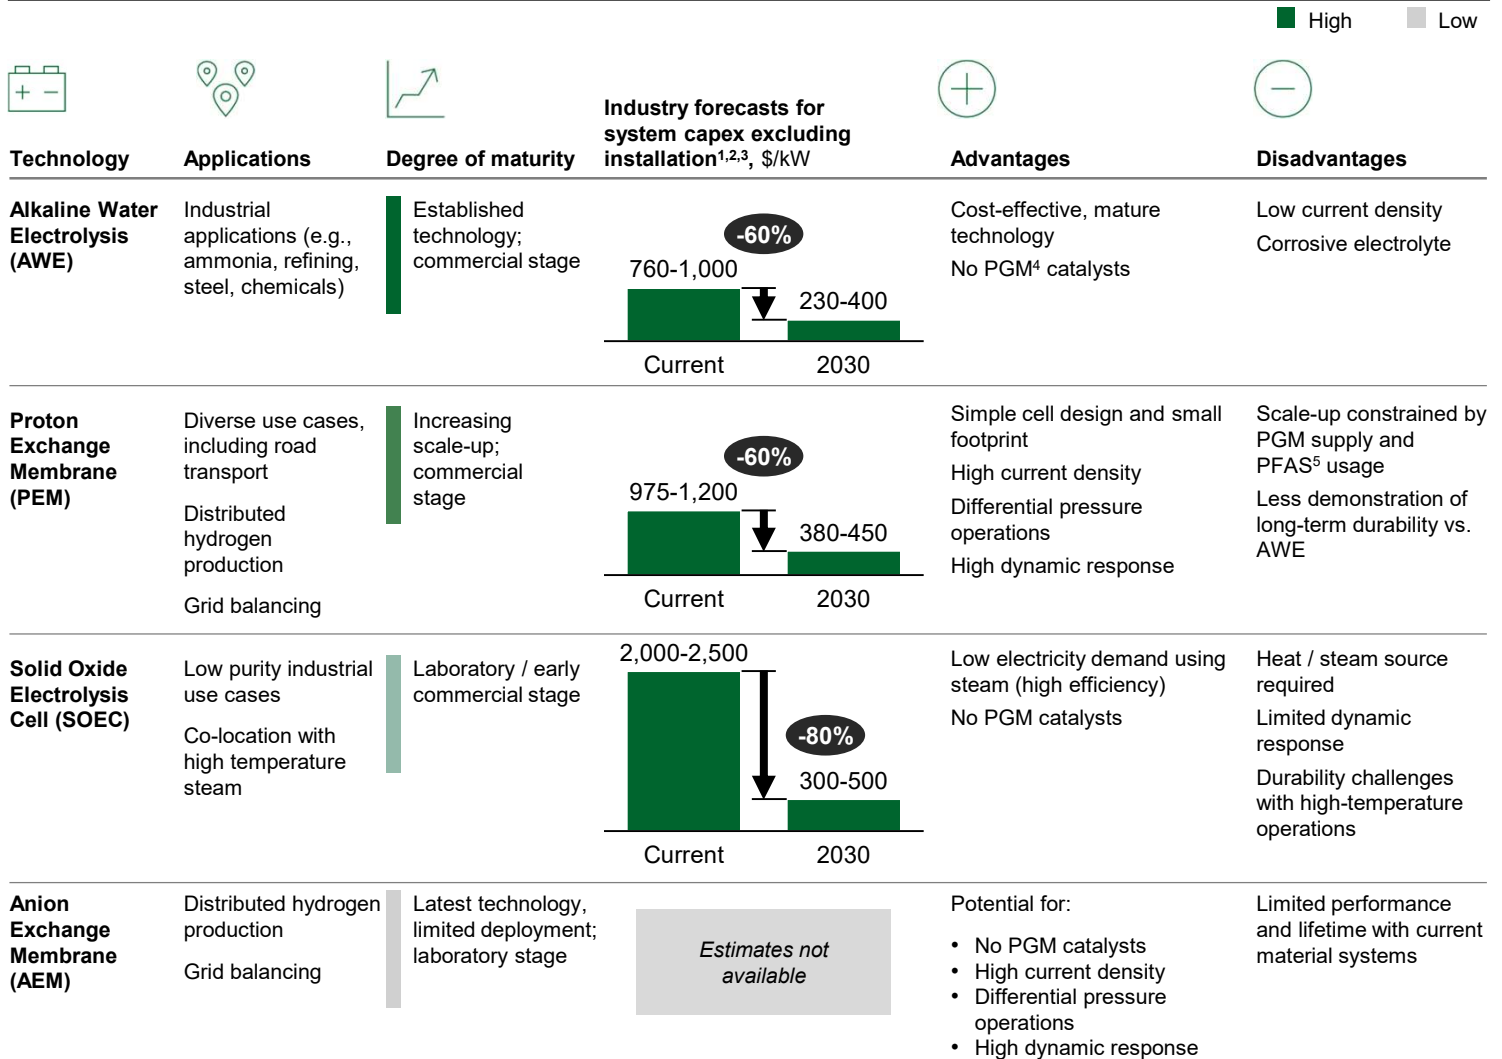 High
Low
Technology
Applications
Degree of maturity
Industry forecasts for
system capex excluding
installation1,2,3, $/kW
Advantages
Disadvantages
Alkaline Water
Electrolysis
(AWE)
Industrial
applications (e.g.,
ammonia, refining,
steel, chemicals)
Established
technology;
commercial stage
-60%
760-1,000
230-400
Current
2030
Cost-effective, mature
technology
No PGM4 catalysts
Low current density
Corrosive electrolyte
Proton
Exchange
Membrane
(PEM)
Diverse use cases,
including road
transport
Distributed
hydrogen
production
Grid balancing
Increasing
scale-up;
commercial
stage
-60%
975-1,200
380-450
Current
2030
Simple cell design and small
footprint
High current density
Differential pressure
operations
High dynamic response
Scale-up constrained by
PGM supply and
PFAS5 usage
Less demonstration of
long-term durability vs.
AWE
Solid Oxide
Electrolysis
Cell (SOEC)
Low purity industrial
use cases
Co-location with
high temperature
steam
Laboratory / early
commercial stage
2,000-2,500
-80%
300-500
Current
2030
Low electricity demand using
steam (high efficiency)
No PGM catalysts
Heat / steam source
required
Limited dynamic
response
Durability challenges
with high-temperature
operations
Anion
Exchange
Membrane
(AEM)
Distributed hydrogen
production
Grid balancing
Latest technology,
limited deployment;
laboratory stage
Estimates not
available
Potential for:
• No PGM catalysts
• High current density
• Differential pressure
operations
• High dynamic response
Limited performance
and lifetime with current
material systems